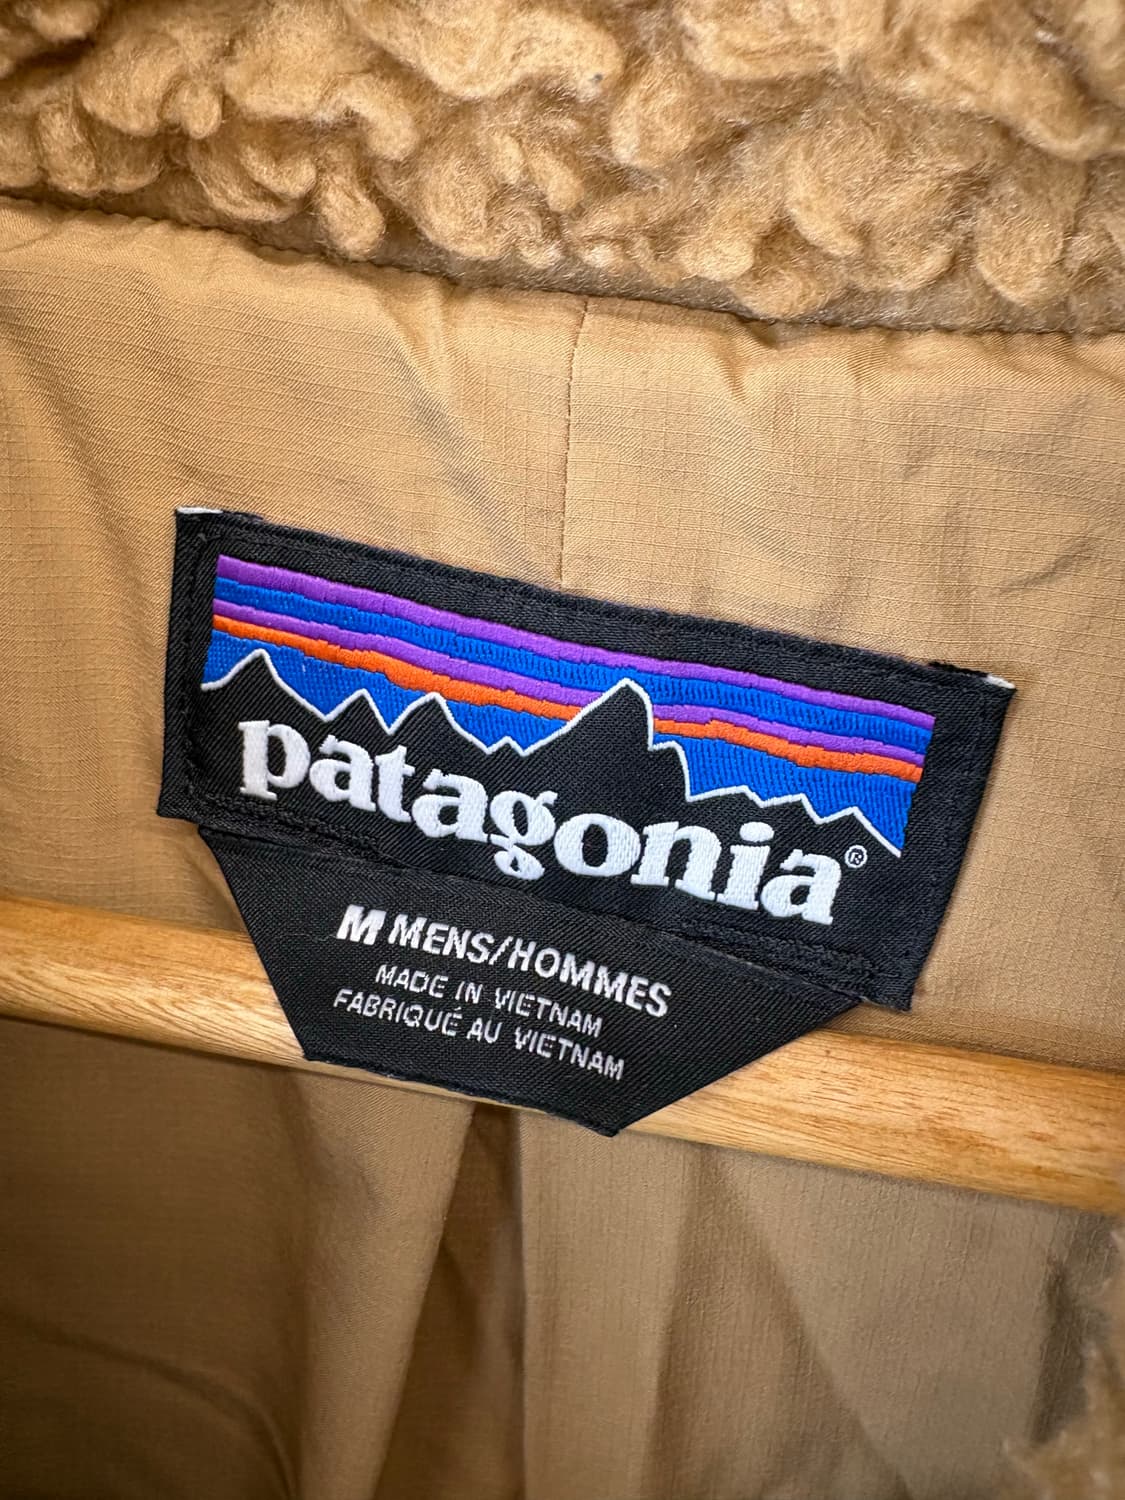 patagonia®
M MENS/HOMMES
MADE IN VIETNAM
FABRIQUÉ AU VIETNAM